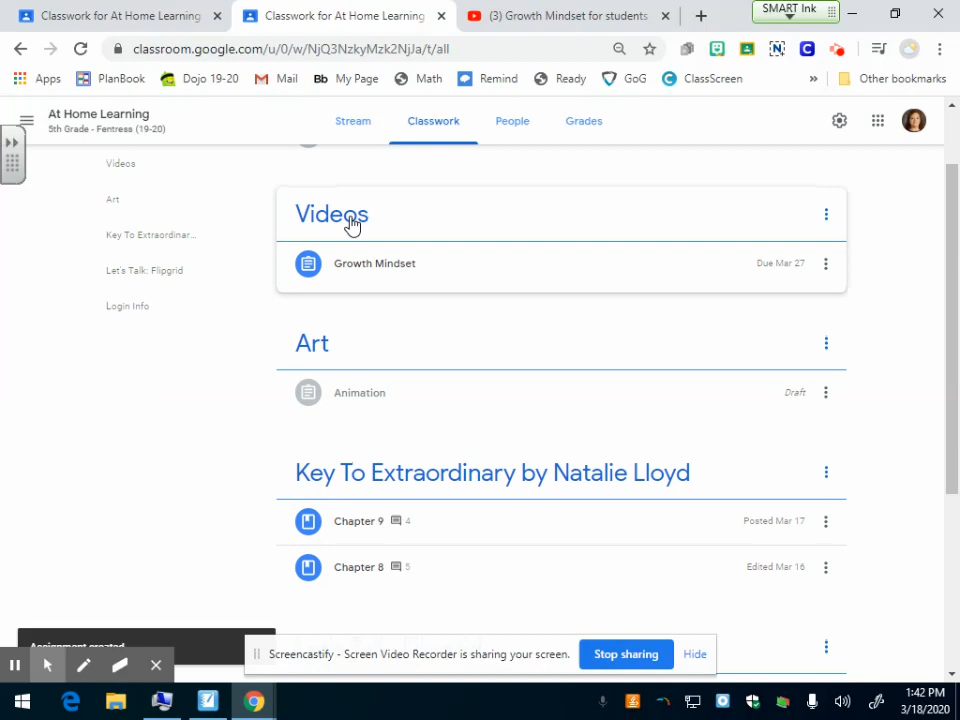 Classwork for At Home Learning
Classwork for At Home Learning
(3) Growth Mindset for students
SMART Ink
classroom.google.com/u/0/w/NjQ3NzkyMzk2NjJa/t/all
Apps
PlanBook
Dojo 19-20
Mail
Bb My Page
Math
Remind
Ready
GoG
ClassScreen
»
Other bookmarks
At Home Learning
5th Grade - Fentress (19-20)
Stream
Classwork
People
Grades
Videos
Art
Key To Extraordinar...
Let's Talk: Flipgrid
Login Info
Videos
Growth Mindset
Due Mar 27
Art
Animation
Draft
Key To Extraordinary by Natalie Lloyd
Chapter 9
4
Posted Mar 17
Chapter 8
5
Edited Mar 16
Assignment created
Screencastify - Screen Video Recorder is sharing your screen.
Stop sharing
Hide
1:42 PM
3/18/2020